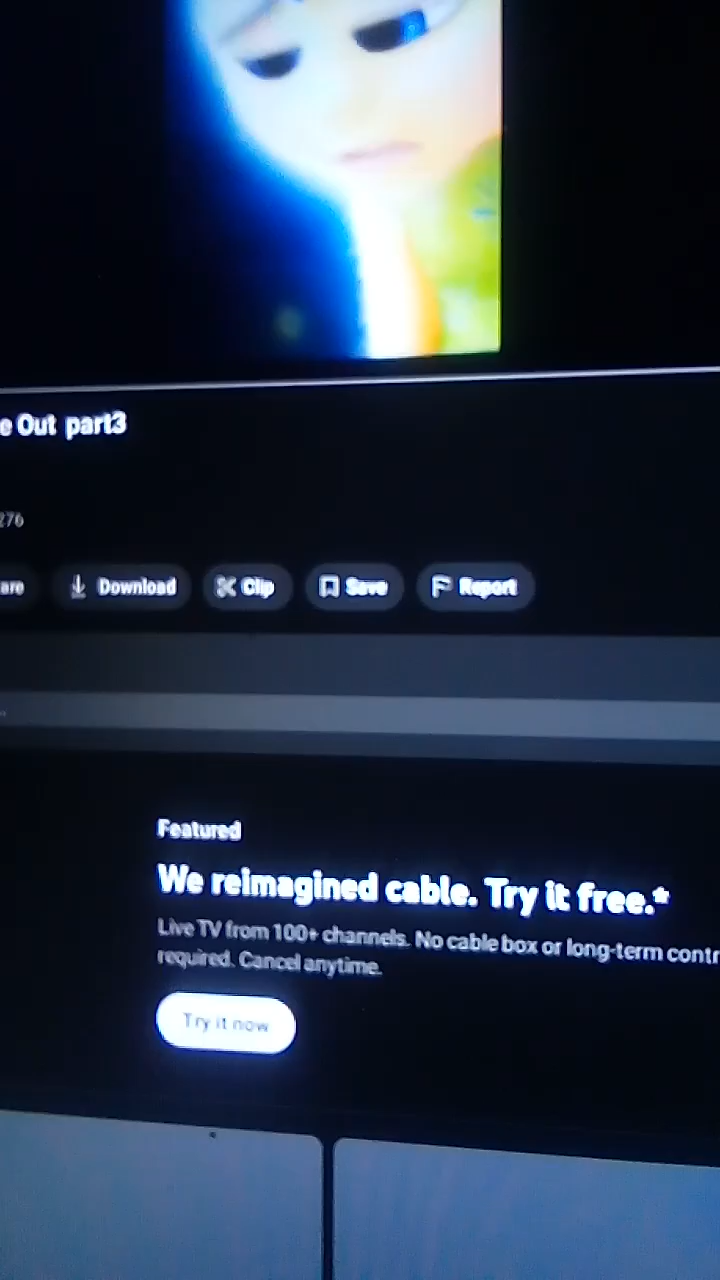 e Out part3
276
are Download Clip Save Report
Featured
We reimagined cable. Try it free.*
Live TV from 100+ channels. No cable box or long-term contr
required. Cancel anytime.
Try it now